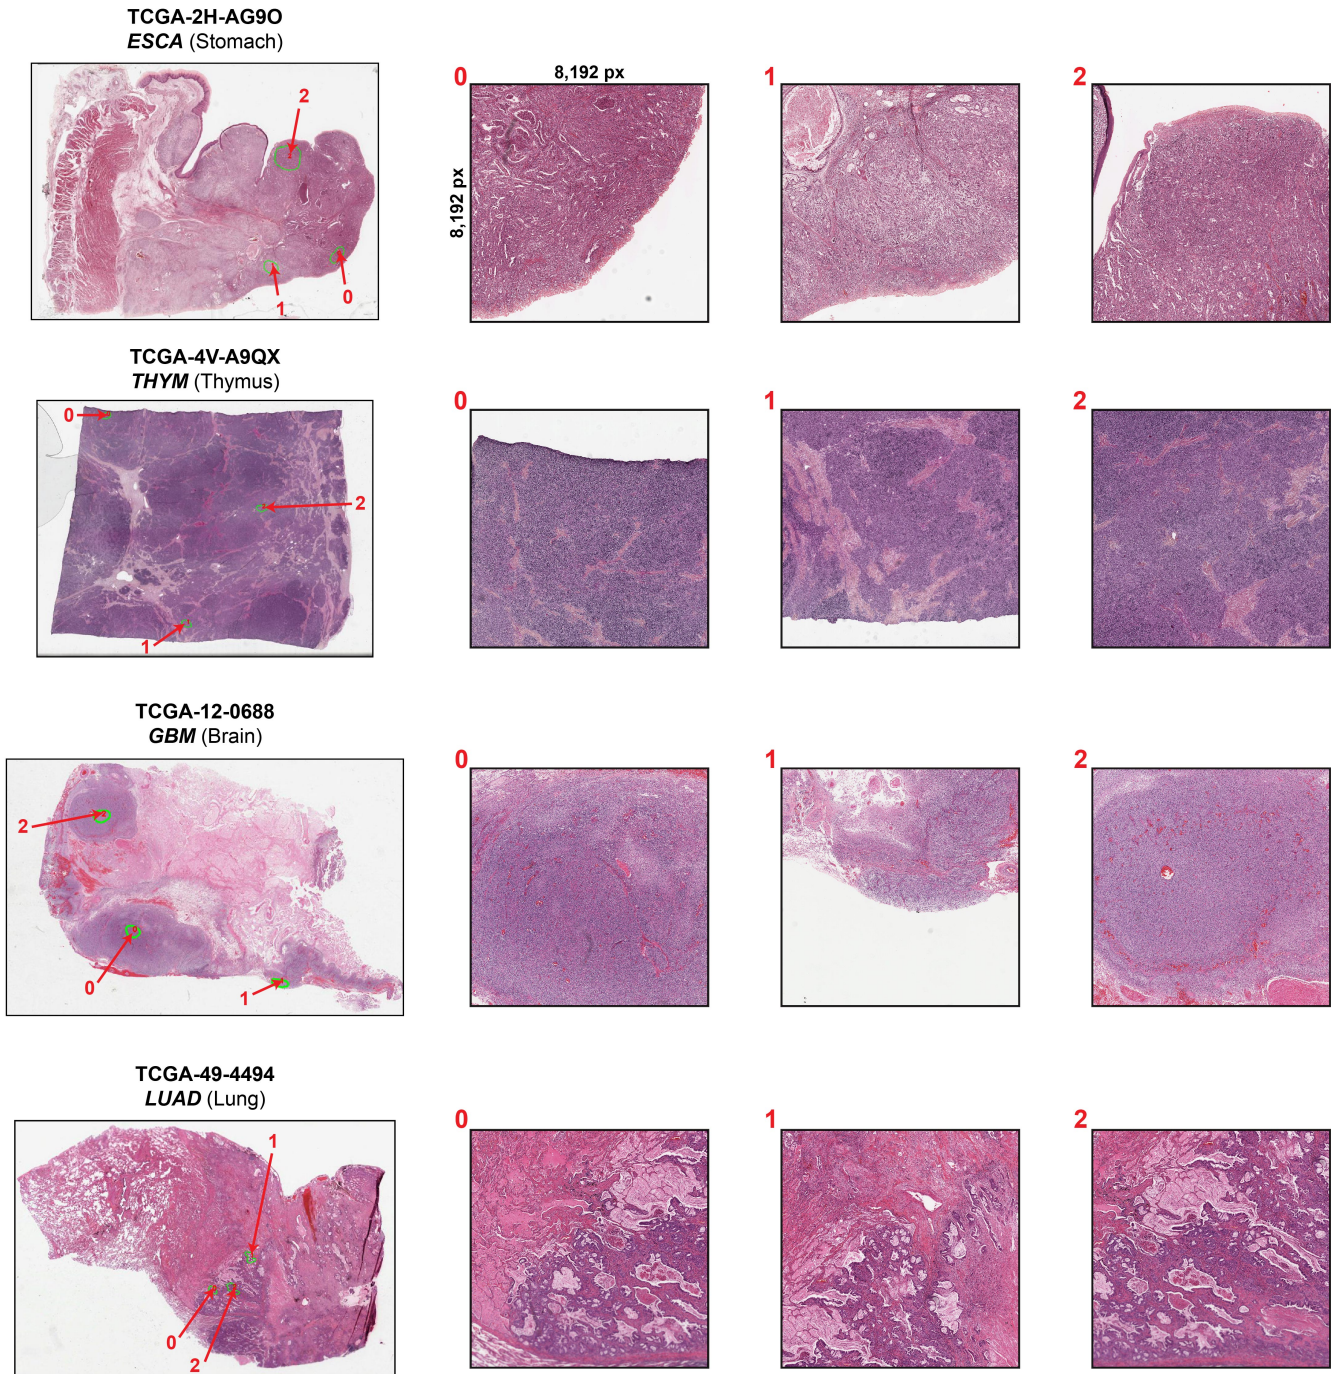 TCGA-2H-AG9O
ESCA (Stomach)
2
1
0
0
8,192 px
8,192 px
1
2
TCGA-4V-A9QX
THYM (Thymus)
0
2
1
0
1
2
TCGA-12-0688
GBM (Brain)
2
0
1
0
1
2
TCGA-49-4494
LUAD (Lung)
1
0
2
0
1
2